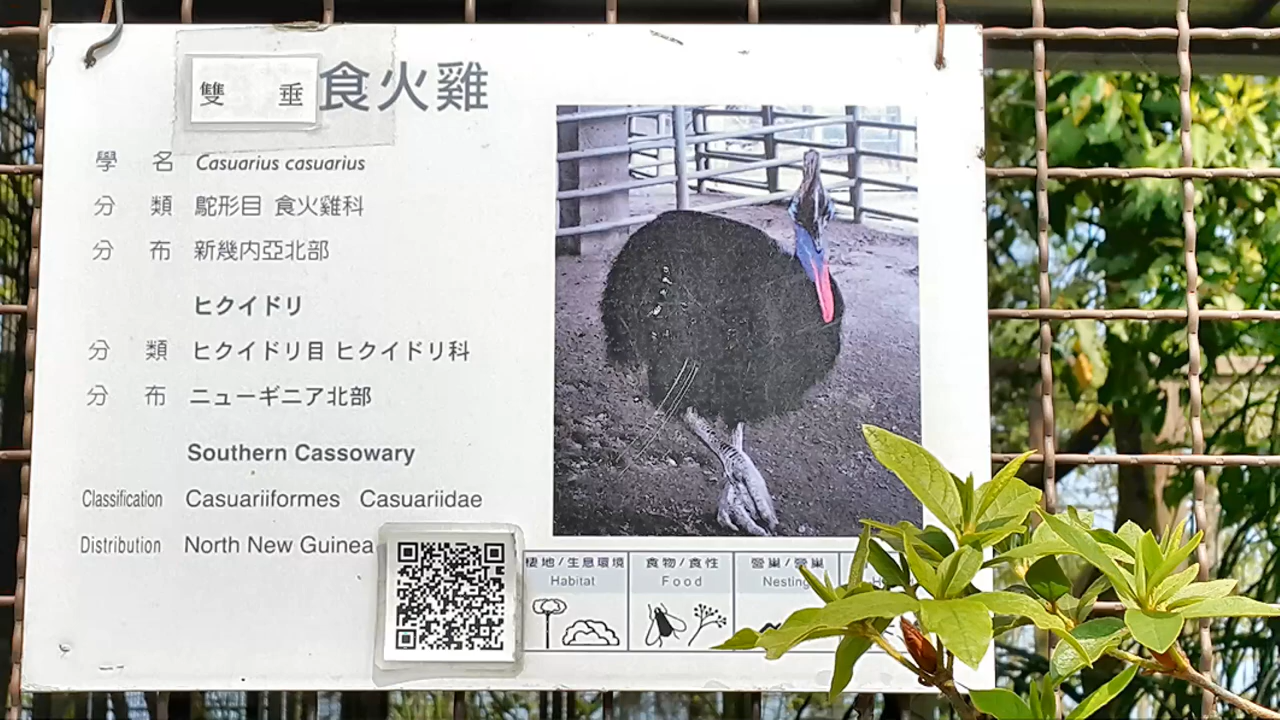 雙 垂 食火雞
學 名 Casuarius casuarius
分 類 鴕形目 食火雞科
分 布 新幾內亞北部
ヒクイドリ
分 類 ヒクイドリ目 ヒクイドリ科
分 布 ニューギニア北部
Southern Cassowary
Classification Casuariiformes Casuariidae
Distribution North New Guinea
棲地/生息環境
Habitat
食物/食性
Food
營巢/營巢
Nesting